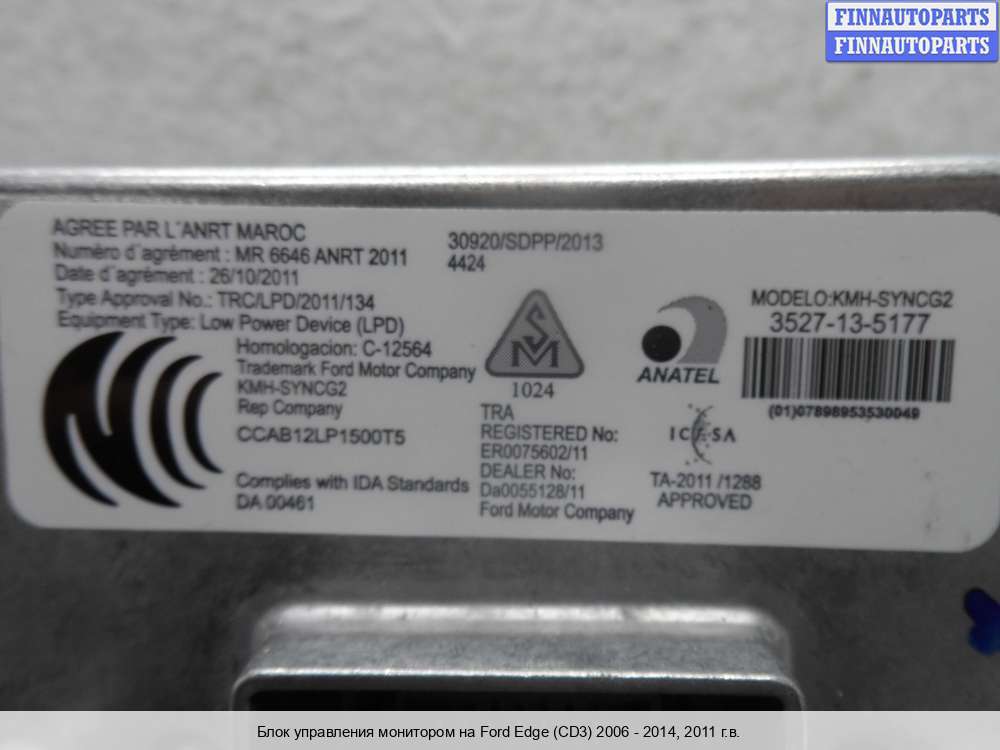 FINNAUTOPARTS
FINNAUTOPARTS
AGREE PAR L´ANRT MAROC
Numéro d´agrément : MR 6646 ANRT 2011
Date d´agrément : 26/10/2011
Type Approval No.: TRC/LPD/2011/134
Equipment Type: Low Power Device (LPD)
Homologacion: C-12564
Trademark Ford Motor Company
KMH-SYNCG2
Rep Company
CCAB12LP1500T5
Complies with IDA Standards
DA 00461
30920/SDPP/2013
4424
SM
1024
TRA
REGISTERED No:
ER0075602/11
DEALER No:
Da0055128/11
Ford Motor Company
ANATEL
ICASA
TA-2011 /1288
APPROVED
MODELO:KMH-SYNCG2
3527-13-5177
(01)07898953530049
Блок управления монитором на Ford Edge (CD3) 2006 - 2014, 2011 г.в.